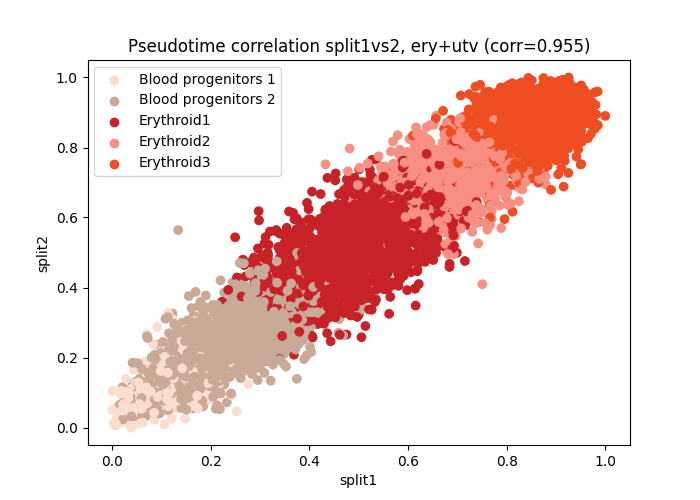 Pseudotime correlation split1vs2, ery+utv (corr=0.955)
Blood progenitors 1
Blood progenitors 2
Erythroid1
Erythroid2
Erythroid3
1.0
0.8
0.6
0.4
0.2
0.0
split2
0.0 0.2 0.4 0.6 0.8 1.0
split1